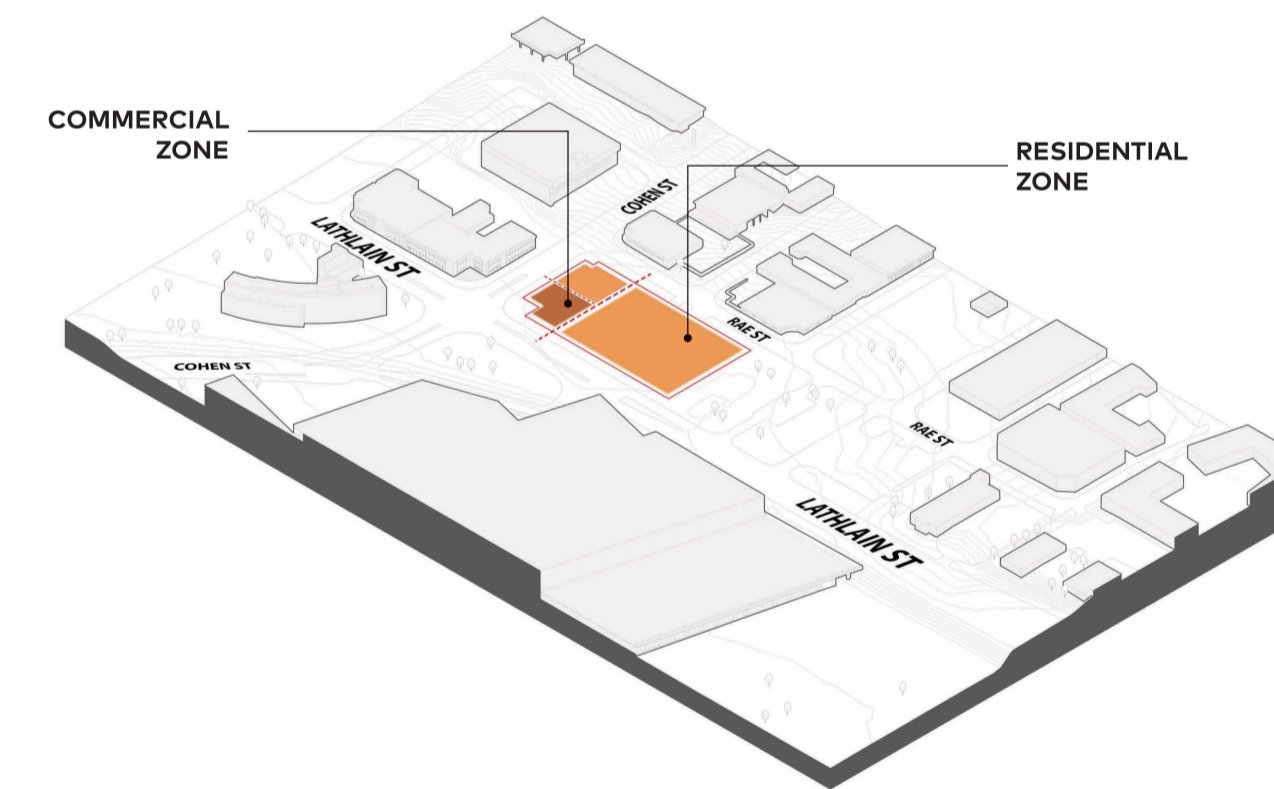 COMMERCIAL
ZONE
RESIDENTIAL
ZONE
COHEN ST
LATHLAIN ST
RAE ST
COHEN ST
RAE ST
LATHLAIN ST